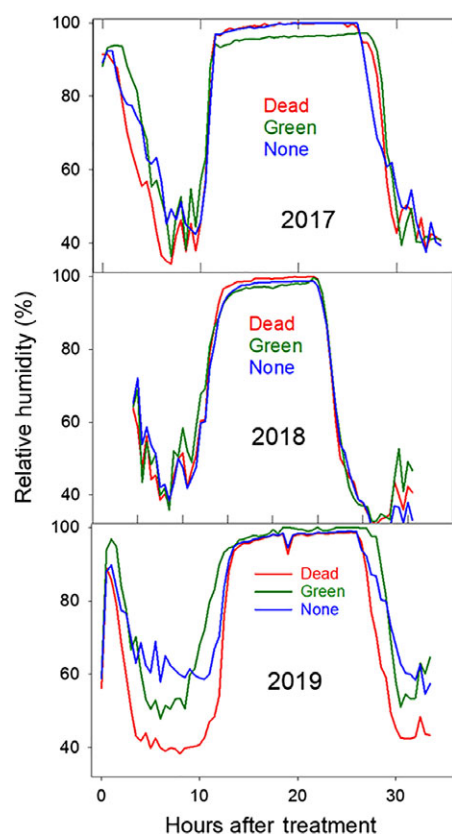 Relative humidity (%)
100
80
60
40
Dead
Green
None
2017
100
80
60
40
Dead
Green
None
2018
100
80
60
40
Dead
Green
None
2019
0 10 20 30
Hours after treatment